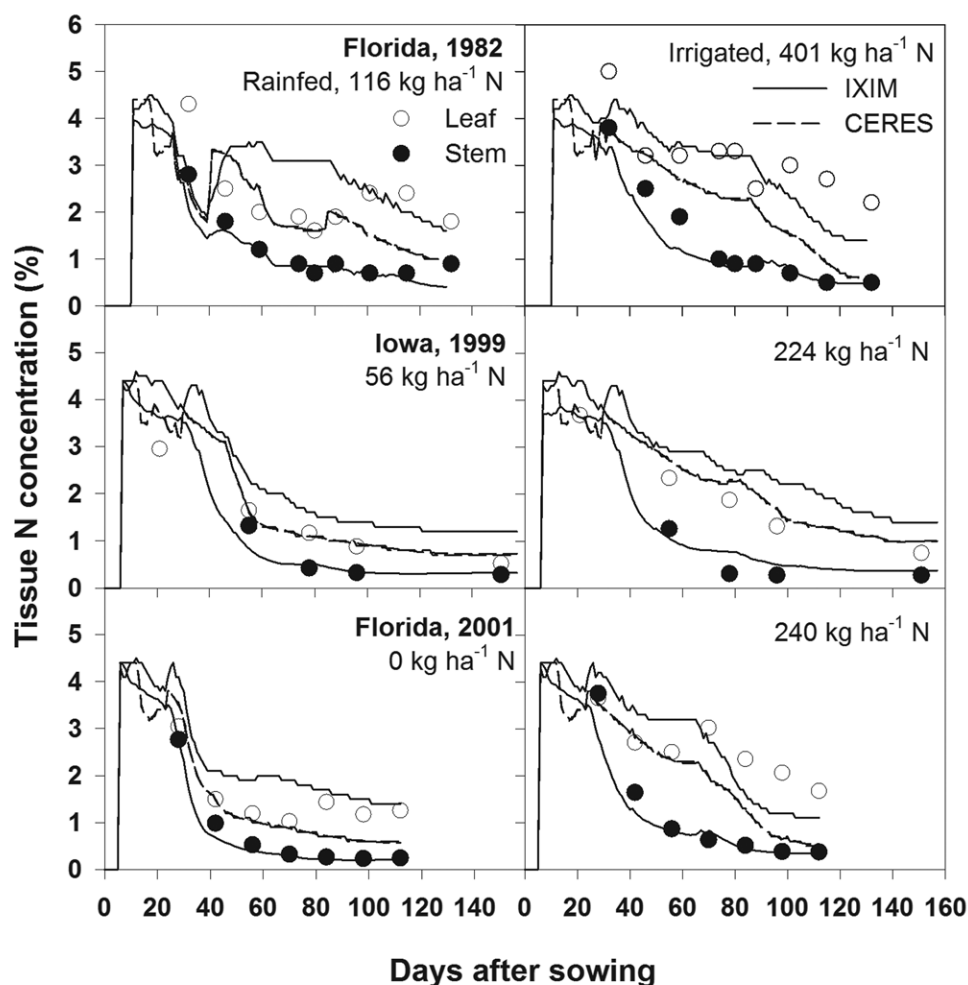 Tissue N concentration (%)
6
5
4
3
2
1
0
Florida, 1982
Rainfed, 116 kg ha⁻¹ N
Leaf
Stem
Irrigated, 401 kg ha⁻¹ N
IXIM
CERES
5
4
3
2
1
0
Iowa, 1999
56 kg ha⁻¹ N
224 kg ha⁻¹ N
5
4
3
2
1
0
Florida, 2001
0 kg ha⁻¹ N
240 kg ha⁻¹ N
0 20 40 60 80 100 120 140 0 20 40 60 80 100 120 140 160
Days after sowing